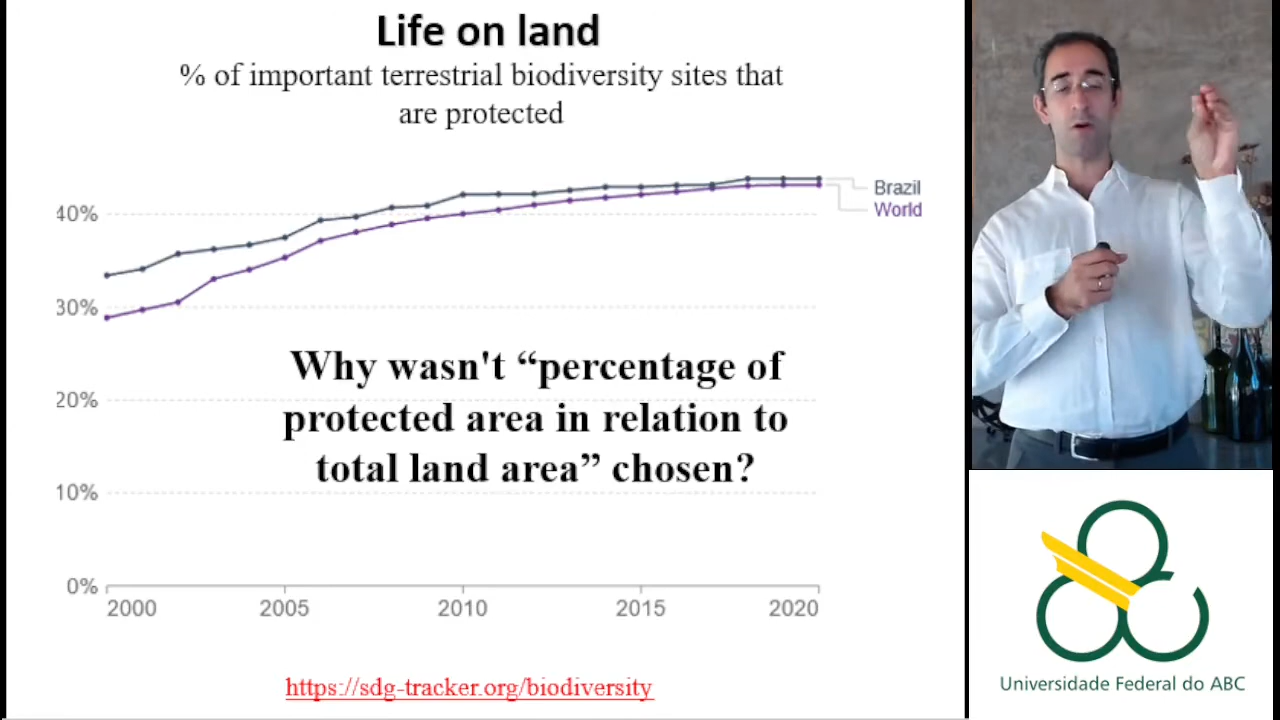 Life on land
% of important terrestrial biodiversity sites that
are protected
Brazil
World
40%
30%
20%
10%
0%
Why wasn't “percentage of
protected area in relation to
total land area” chosen?
2000
2005
2010
2015
2020
https://sdg-tracker.org/biodiversity
Universidade Federal do ABC